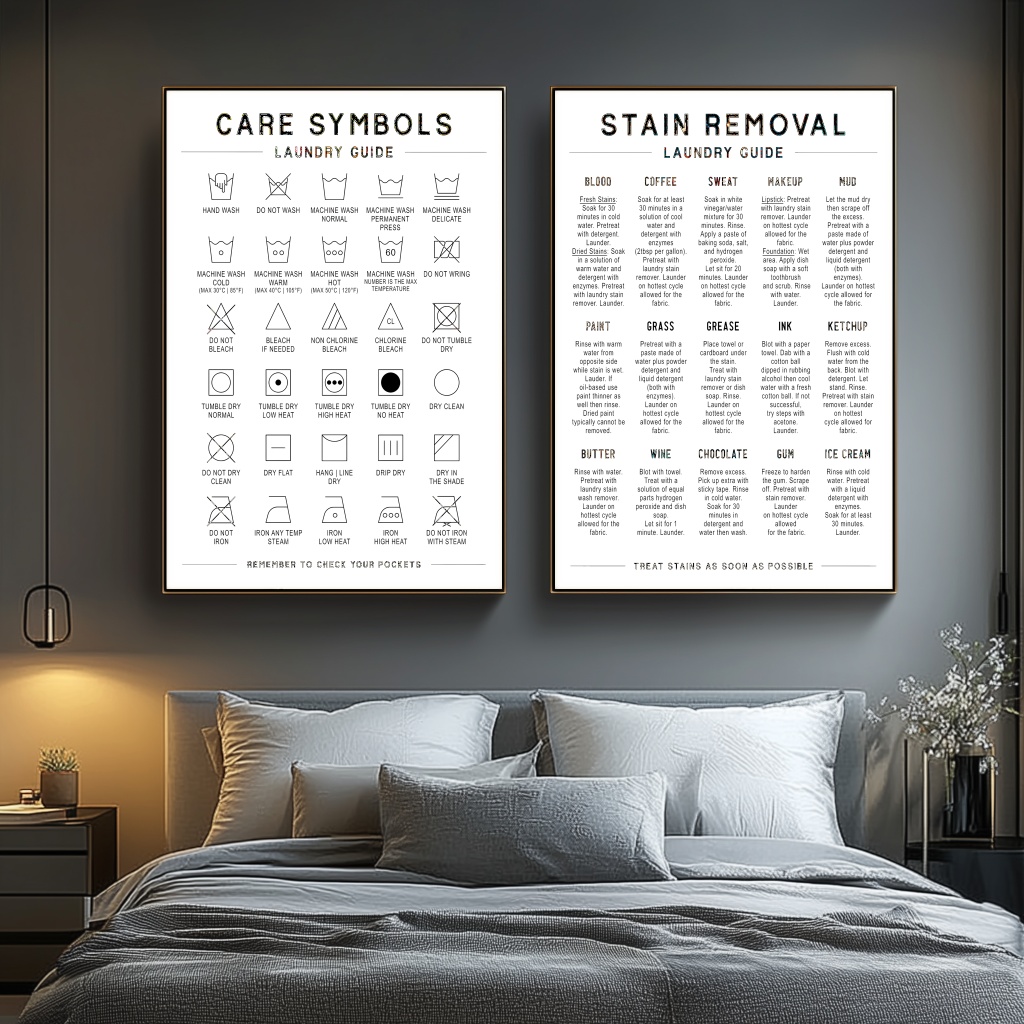 CARE SYMBOLS
LAUNDRY GUIDE
HAND WASH
DO NOT WASH
MACHINE WASH
NORMAL
MACHINE WASH
PERMANENT
PRESS
MACHINE WASH
DELICATE
MACHINE WASH
COLD
(MAX 30°C | 85°F)
MACHINE WASH
WARM
(MAX 40°C | 105°F)
MACHINE WASH
HOT
(MAX 50°C | 120°F)
60
MACHINE WASH
NUMBER IS THE MAX
TEMPERATURE
DO NOT WRING
DO NOT
BLEACH
BLEACH
IF NEEDED
NON CHLORINE
BLEACH
CL
CHLORINE
BLEACH
DO NOT TUMBLE
DRY
TUMBLE DRY
NORMAL
TUMBLE DRY
LOW HEAT
TUMBLE DRY
HIGH HEAT
TUMBLE DRY
NO HEAT
DRY CLEAN
DO NOT DRY
CLEAN
DRY FLAT
HANG | LINE
DRY
DRIP DRY
DRY IN
THE SHADE
DO NOT
IRON
IRON ANY TEMP
STEAM
IRON
LOW HEAT
IRON
HIGH HEAT
DO NOT IRON
WITH STEAM
REMEMBER TO CHECK YOUR POCKETS
STAIN REMOVAL
LAUNDRY GUIDE
BLOOD
Fresh Stains:
Soak for 30
minutes in cold
water. Pretreat
with detergent.
Launder.
Dried Stains: Soak
in a solution of
warm water and
detergent with
enzymes. Pretreat
with laundry stain
remover. Launder.
COFFEE
Soak for at least
30 minutes in a
solution of cool
water and
detergent with
enzymes
(2tbsp per gallon).
Pretreat with
laundry stain
remover. Launder
on hottest cycle
allowed for the
fabric.
SWEAT
Soak in white
vinegar/water
mixture for 30
minutes. Rinse.
Apply a paste of
baking soda, salt,
and hydrogen
peroxide.
Let sit for 20
minutes. Launder
on hottest cycle
allowed for the
fabric.
MAKEUP
Lipstick: Pretreat
with laundry stain
remover. Launder
on hottest cycle
allowed for the
fabric.
Foundation: Wet
area. Apply dish
soap with a soft
toothbrush
and scrub. Rinse
with water.
Launder.
MUD
Let the mud dry
then scrape off
the excess.
Pretreat with a
paste made of
water plus powder
detergent and
liquid detergent
(both with
enzymes).
Launder on hottest
cycle allowed for
the fabric.
PAINT
Rinse with warm
water from
opposite side
while stain is wet.
Lauder. If
oil-based use
paint thinner as
well then rinse.
Dried paint
typically cannot be
removed.
GRASS
Pretreat with a
paste made of
water plus powder
detergent and
liquid detergent
(both with
enzymes).
Launder on
hottest cycle
allowed for the
fabric.
GREASE
Place towel or
cardboard under
the stain.
Treat with
laundry stain
remover or dish
soap. Rinse.
Launder on
hottest cycle
allowed for the
fabric.
INK
Blot with a paper
towel. Dab with a
cotton ball
dipped in rubbing
alcohol then cool
water with a fresh
cotton ball. If not
successful,
try steps with
acetone.
Launder.
KETCHUP
Remove excess.
Flush with cold
water from the
back. Blot with
detergent. Let
stand. Rinse.
Pretreat with stain
remover. Launder
on hottest
cycle allowed for
fabric.
BUTTER
Rinse with water.
Pretreat with
laundry stain
wash remover.
Launder on
hottest cycle
allowed for the
fabric.
WINE
Blot with towel.
Treat with a
solution of equal
parts hydrogen
peroxide and dish
soap.
Let sit for 1
minute. Launder.
CHOCOLATE
Remove excess.
Pick up extra with
sticky tape. Rinse
in cold water.
Soak for 30
minutes in
detergent and
water then wash.
GUM
Freeze to harden
the gum. Scrape
off. Pretreat with
stain remover.
Launder
on hottest cycle
allowed
for the fabric.
ICE CREAM
Rinse with cold
water. Pretreat
with a liquid
detergent with
enzymes.
Soak for at least
30 minutes.
Launder.
TREAT STAINS AS SOON AS POSSIBLE